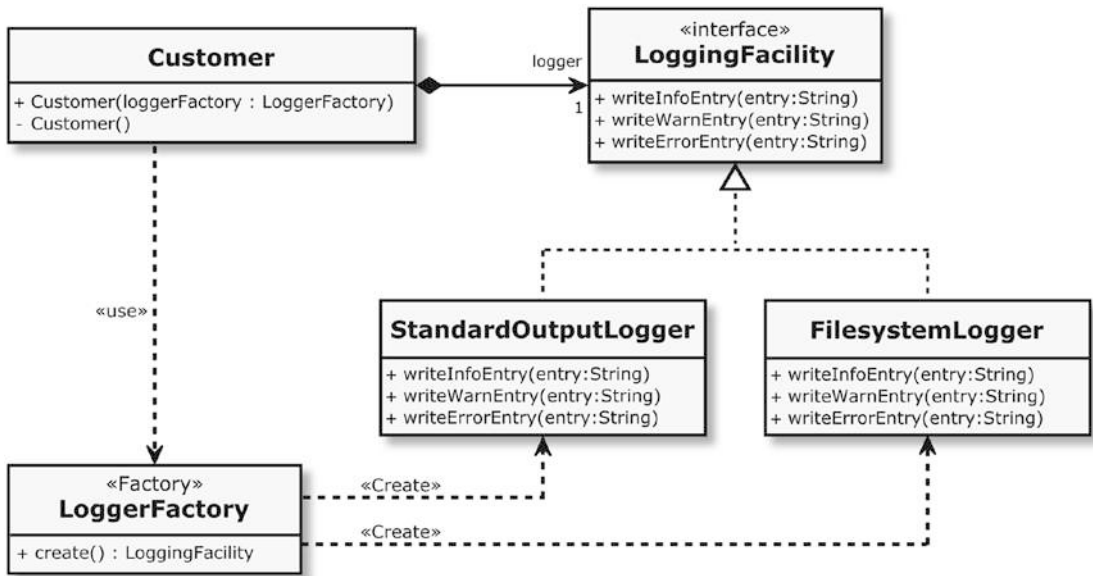 Customer
+ Customer(loggerFactory : LoggerFactory)
- Customer()
logger
1
«interface»
LoggingFacility
+ writeInfoEntry(entry:String)
+ writeWarnEntry(entry:String)
+ writeErrorEntry(entry:String)
«use»
StandardOutputLogger
+ writeInfoEntry(entry:String)
+ writeWarnEntry(entry:String)
+ writeErrorEntry(entry:String)
FilesystemLogger
+ writeInfoEntry(entry:String)
+ writeWarnEntry(entry:String)
+ writeErrorEntry(entry:String)
«Factory»
LoggerFactory
+ create() : LoggingFacility
«Create»
«Create»